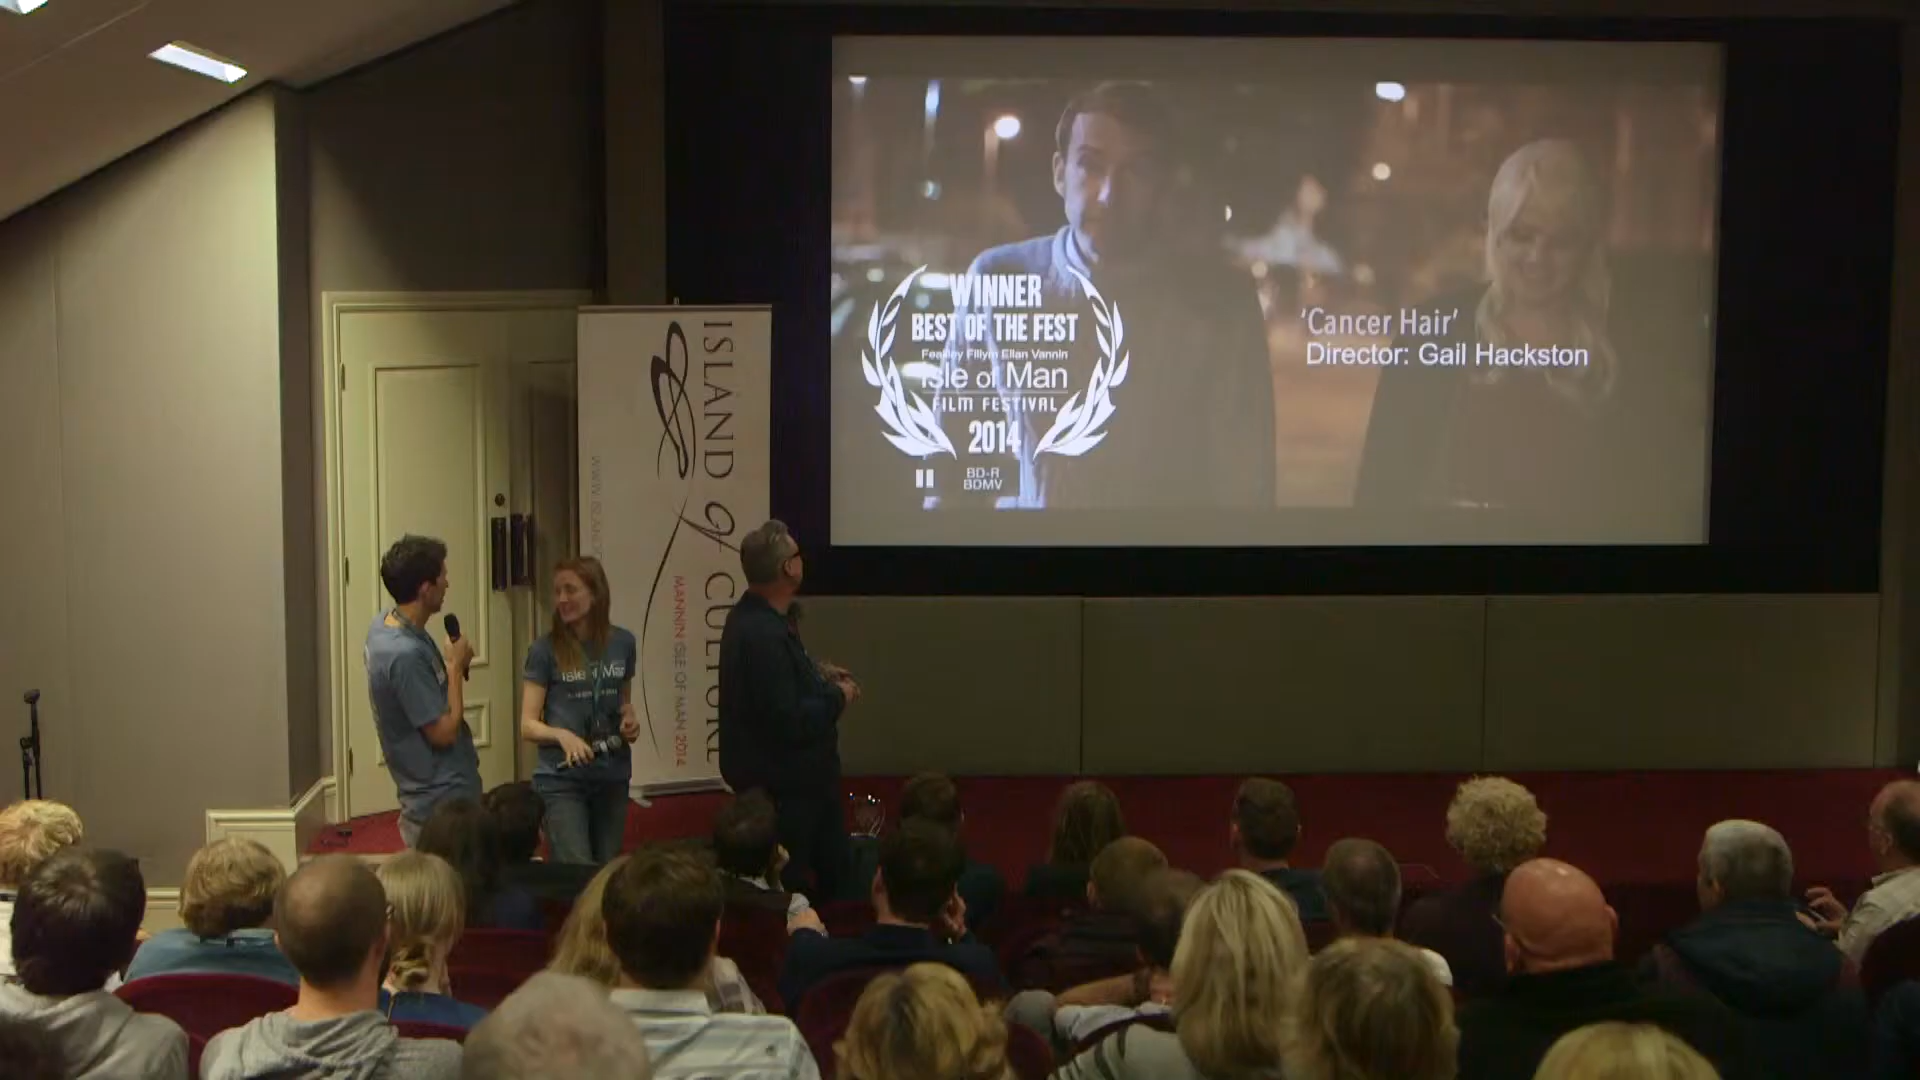 WINNER
BEST OF THE FEST
Feailley Fillym Ellan Vannin
Isle of Man
FILM FESTIVAL
2014
BD-R
BDMV
‘Cancer Hair’
Director: Gail Hackston
ISLAND of CULTURE
MANNIN ISLE OF MAN 2014
Isle of Man